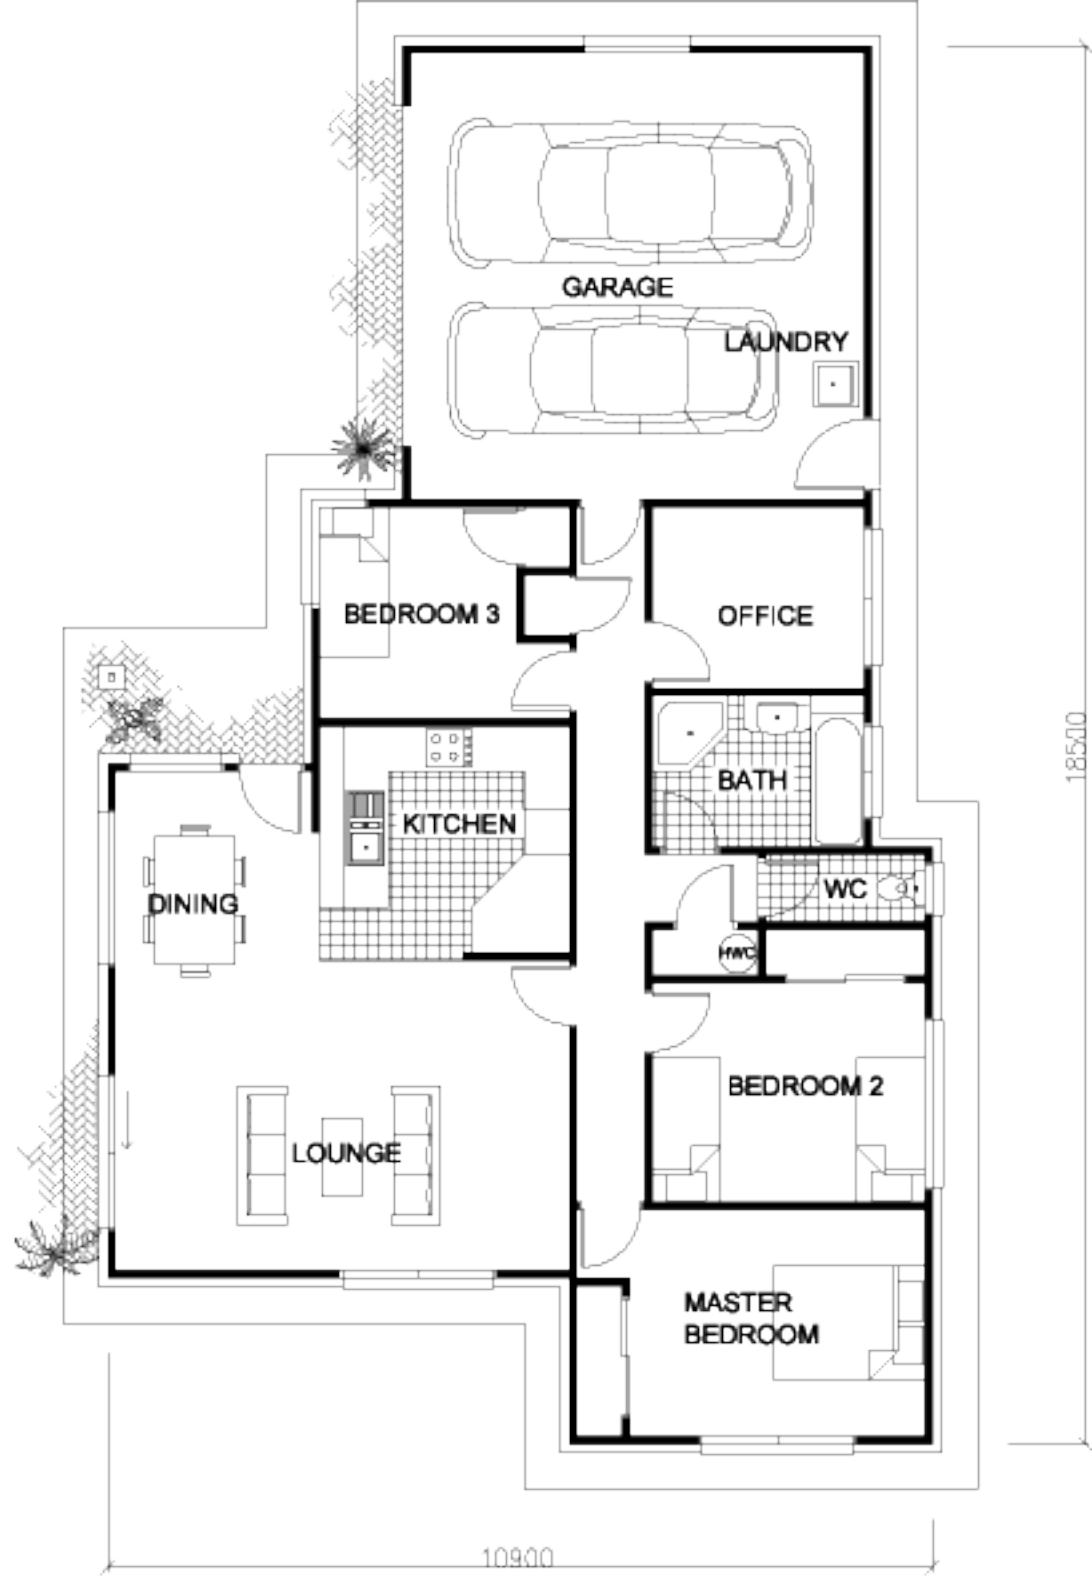 GARAGE
LAUNDRY
BEDROOM 3
OFFICE
18500
BATH
KITCHEN
DINING
WC
HWC
BEDROOM 2
LOUNGE
MASTER
BEDROOM
10900